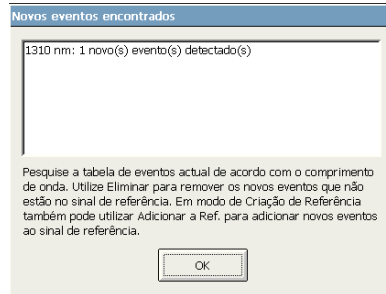 Novos eventos encontrados
1310 nm: 1 novo(s) evento(s) detectado(s)
Pesquise a tabela de eventos actual de acordo com o comprimento
de onda. Utilize Eliminar para remover os novos eventos que não
estão no sinal de referência. Em modo de Criação de Referência
também pode utilizar Adicionar a Ref. para adicionar novos eventos
ao sinal de referência.
OK